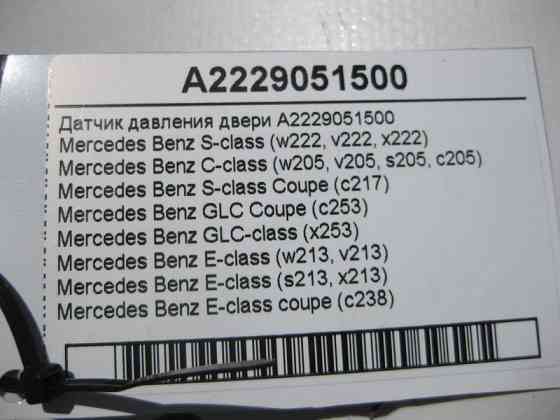 A2229051500
Датчик давления двери A2229051500
Mercedes Benz S-class (w222, v222, x222)
Mercedes Benz C-class (w205, v205, s205, c205)
Mercedes Benz S-class Coupe (c217)
Mercedes Benz GLC Coupe (c253)
Mercedes Benz GLC-class (x253)
Mercedes Benz E-class (w213, v213)
Mercedes Benz E-class (s213, x213)
Mercedes Benz E-class coupe (c238)